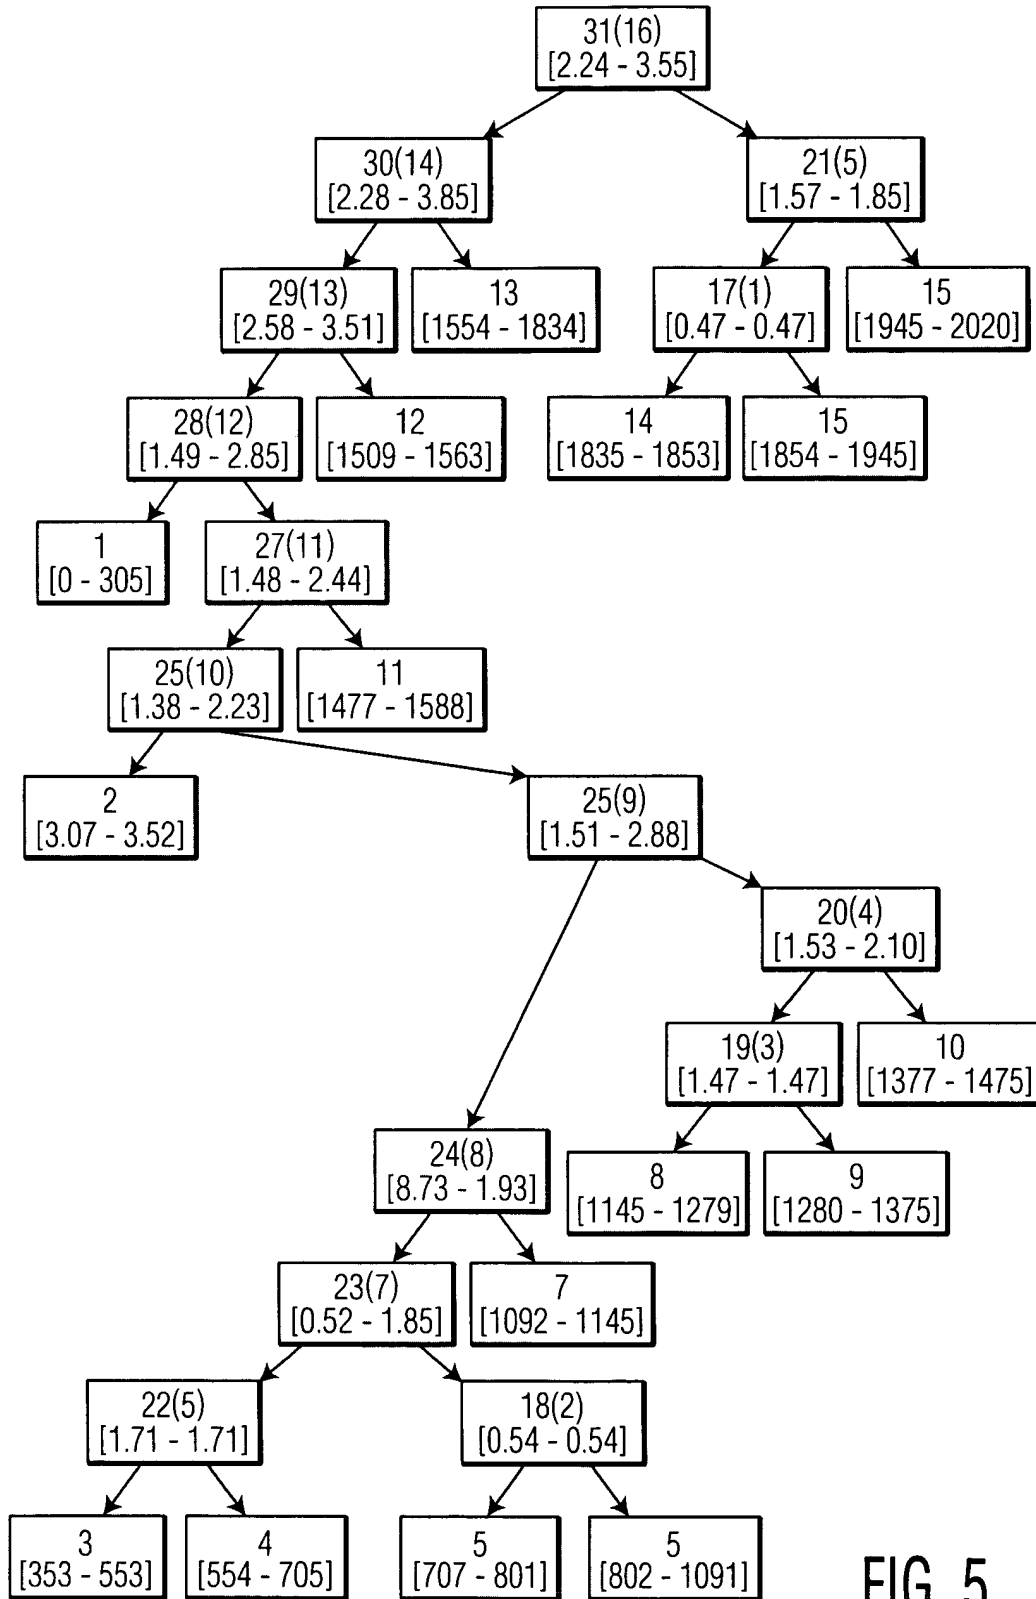 31(16)
[2.24 - 3.55]
30(14)
[2.28 - 3.85]
21(5)
[1.57 - 1.85]
29(13)
[2.58 - 3.51]
13
[1554 - 1834]
17(1)
[0.47 - 0.47]
15
[1945 - 2020]
28(12)
[1.49 - 2.85]
12
[1509 - 1563]
14
[1835 - 1853]
15
[1854 - 1945]
1
[0 - 305]
27(11)
[1.48 - 2.44]
25(10)
[1.38 - 2.23]
11
[1477 - 1588]
2
[3.07 - 3.52]
25(9)
[1.51 - 2.88]
20(4)
[1.53 - 2.10]
19(3)
[1.47 - 1.47]
10
[1377 - 1475]
24(8)
[8.73 - 1.93]
8
[1145 - 1279]
9
[1280 - 1375]
23(7)
[0.52 - 1.85]
7
[1092 - 1145]
22(5)
[1.71 - 1.71]
18(2)
[0.54 - 0.54]
3
[353 - 553]
4
[554 - 705]
5
[707 - 801]
5
[802 - 1091]
FIG. 5